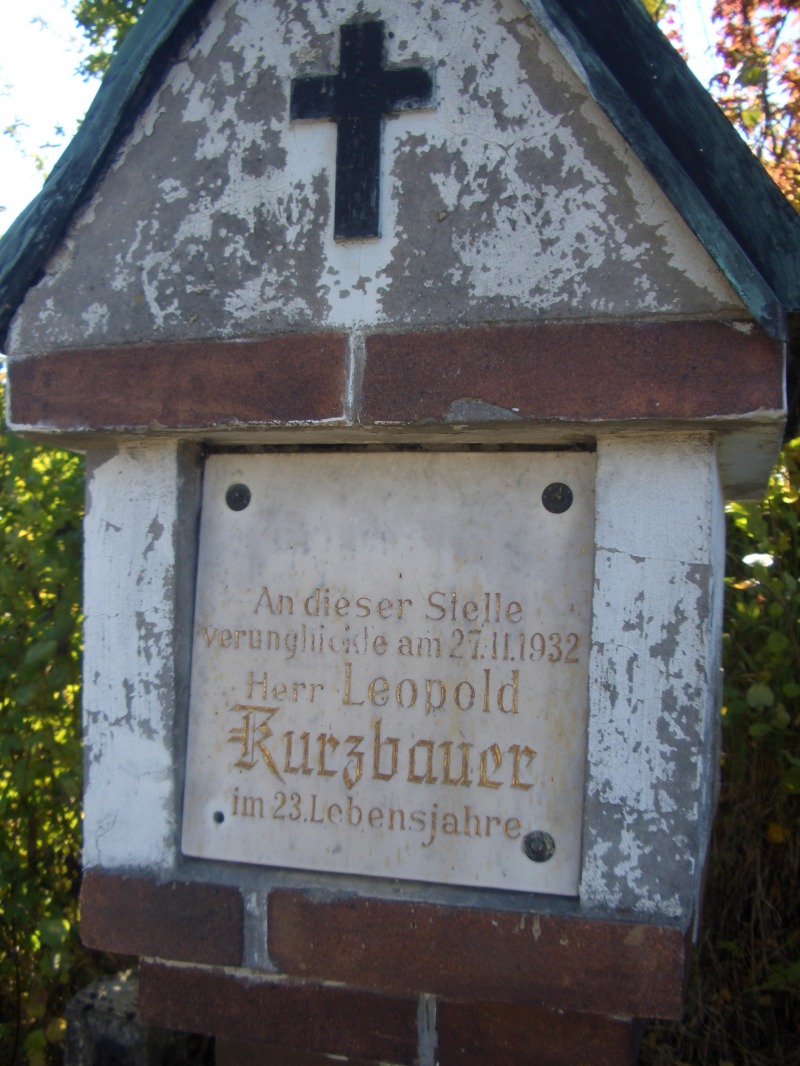 An dieser Stelle
verunglückte am 27.11.1932
Herr Leopold
Kurzbauer
im 23.Lebensjahre